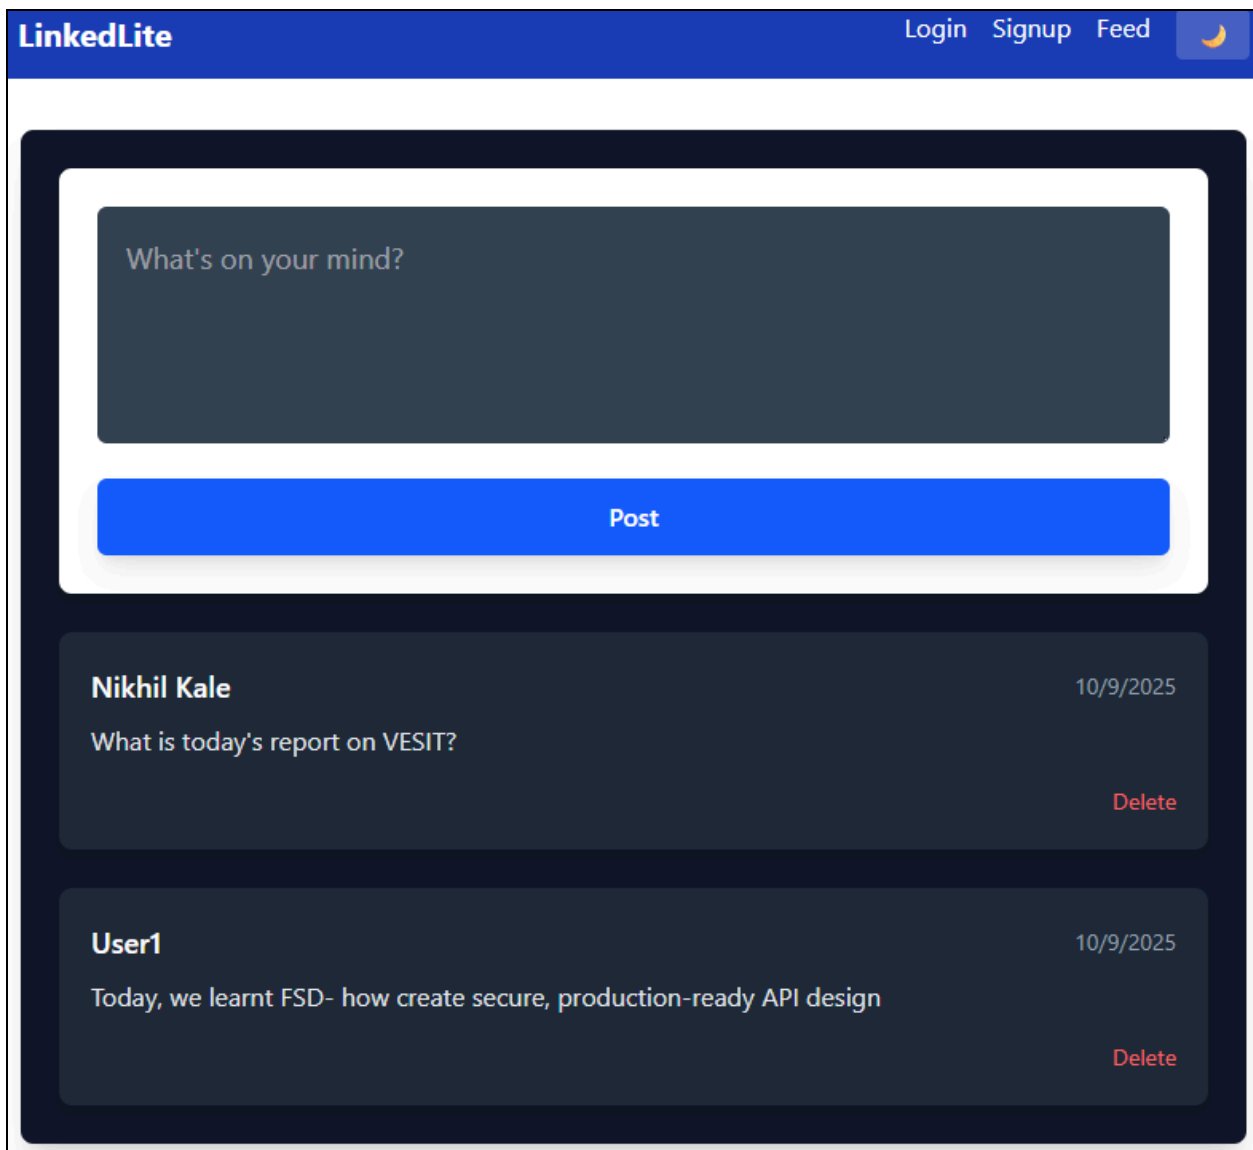 LinkedLite
Login Signup Feed
What's on your mind?
Post
Nikhil Kale 10/9/2025
What is today's report on VESIT?
Delete
User1 10/9/2025
Today, we learnt FSD- how create secure, production-ready API design
Delete